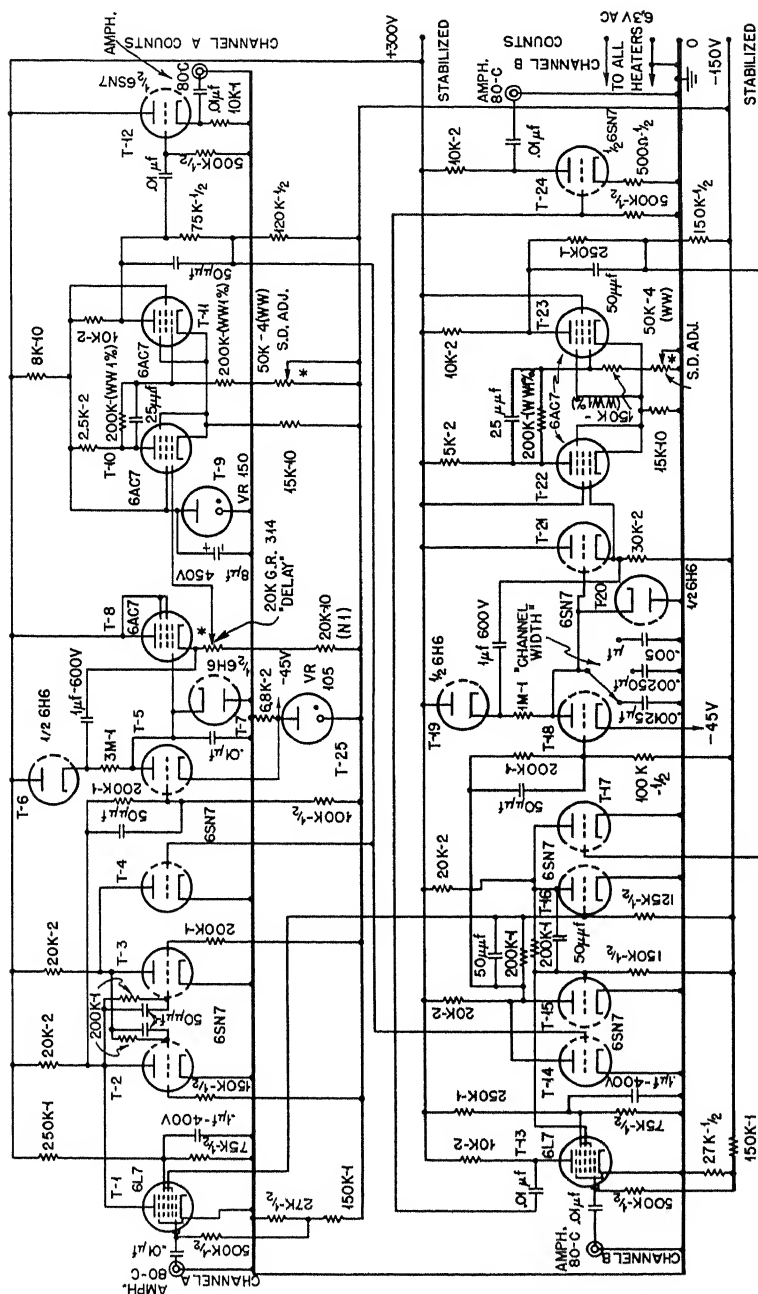 AMPH.
80-C
CHANNEL A
.01μf
500K-½
27K-½
150K-1
T-1
6L7
250K-1
75K-½
.1μf-400V
20K-2
T-2
150K-½
200K-1
50μμf
6SN7
T-3
20K-2
200K-1
T-4
6SN7
T-6
1/2 6H6
3M-1
T-5
200K-1
50μμf
100K-½
.01μf
T-7
½ 6H6
6.8K-2
-45V
VR 105
T-25
1μf-600V
T-8
6AC7
*
20K G.R. 314
"DELAY"
20K-10
(N1)
8μf
450V
T-9
VR 150
6AC7
T-10
2.5K-2
200K-(WW1%)
25μμf
15K-10
8K-10
10K-2
6AC7
T-11
200K-(WW1%)
50K-4(WW)
S.D. ADJ.
*
50μμf
75K-½
120K-½
.01μf
T-12
½ 6SN7
500K-½
.01μf
10K-1
AMPH.
80-C
CHANNEL A COUNTS
+300V
STABILIZED
AMPH.
80-C
CHANNEL B
.01μf
500K-½
27K-½
150K-1
.01μf
10K-2
T-13
6L7
250K-1
75K-½
.1μf-400V
T-14
20K-2
T-15
6SN7
150K-½
50μμf
200K-1
200K-1
50μμf
T-16
125K-½
20K-2
6SN7
T-17
50μμf
200K-1
100K
-½
T-18
-45V
T-19
½ 6H6
1M-1
1μf 600V
"CHANNEL
WIDTH"
.00125μf
.00250μf
.005
μf
6SN7
T-20
1/2 6H6
T-21
30K-2
T-22
5K-2
25μμf
200K-(WW1%)
6AC7
150K-
(WW1%)
15K-10
T-23
10K-2
50μμf
250K-1
50K-4
(WW)
S.D. ADJ.
*
150K-½
T-24
10K-2
½6SN7
500K-½
500Ω-½
.01μf
AMPH.
80-C
CHANNEL B
COUNTS
TO ALL
HEATERS
6.3V AC
0
-150V
STABILIZED